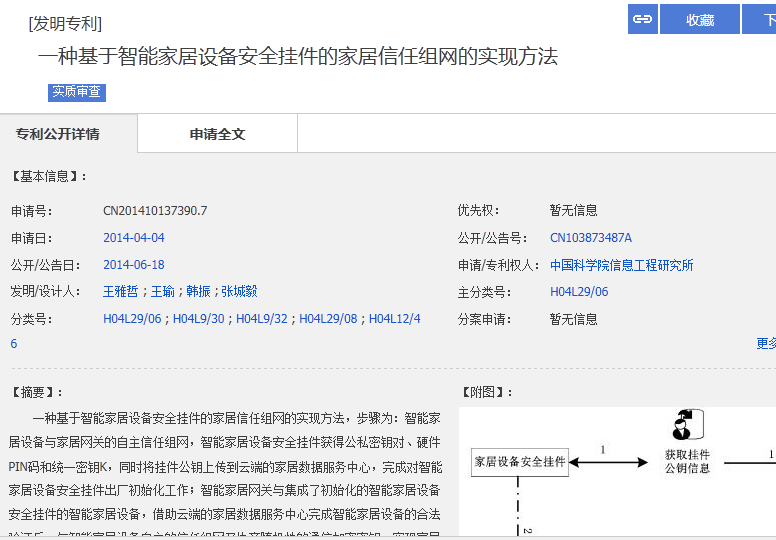 [发明专利]
收藏
下
一种基于智能家居设备安全挂件的家居信任组网的实现方法
实质审查
专利公开详情
申请全文
【基本信息】:
申请号: CN201410137390.7
优先权: 暂无信息
申请日: 2014-04-04
公开/公告号: CN103873487A
公开/公告日: 2014-06-18
申请/专利权人: 中国科学院信息工程研究所
发明/设计人: 王雅哲 ; 王瑜 ; 韩振 ; 张城毅
主分类号: H04L29/06
分类号: H04L29/06 ; H04L9/30 ; H04L9/32 ; H04L29/08 ; H04L12/4
6
分案申请: 暂无信息
更多
【摘要】:
一种基于智能家居设备安全挂件的家居信任组网的实现方法，步骤为：智能家
居设备与家居网关的自主信任组网，智能家居设备安全挂件获得公私密钥对、硬件
PIN码和统一密钥K，同时将挂件公钥上传到云端的家居数据服务中心，完成对智能
家居设备安全挂件出厂初始化工作；智能家居网关与集成了初始化的智能家居设备
安全挂件的智能家居设备，借助云端的家居数据服务中心完成智能家居设备的合法
【附图】:
家居设备安全挂件
1
获取挂件
公钥信息
1
2